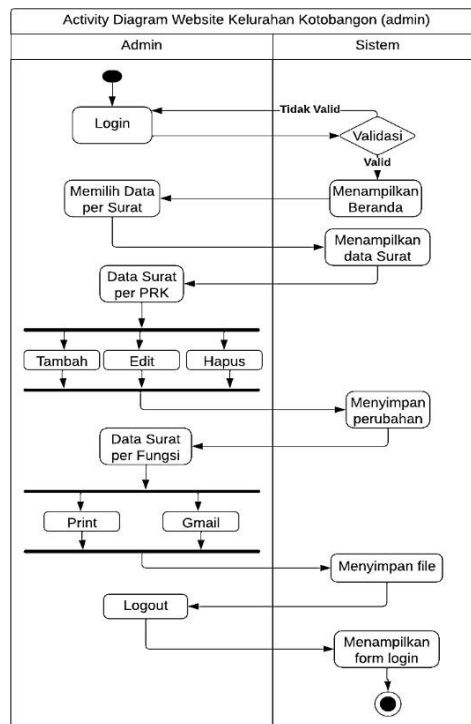 Activity Diagram Website Kelurahan Kotobangon (admin)
Admin
Sistem
Tidak Valid
Login
Validasi
Valid
Memilih Data
per Surat
Menampilkan
Beranda
Menampilkan
data Surat
Data Surat
per PRK
Tambah
Edit
Hapus
Menyimpan
perubahan
Data Surat
per Fungsi
Print
Gmail
Menyimpan file
Logout
Menampilkan
form login